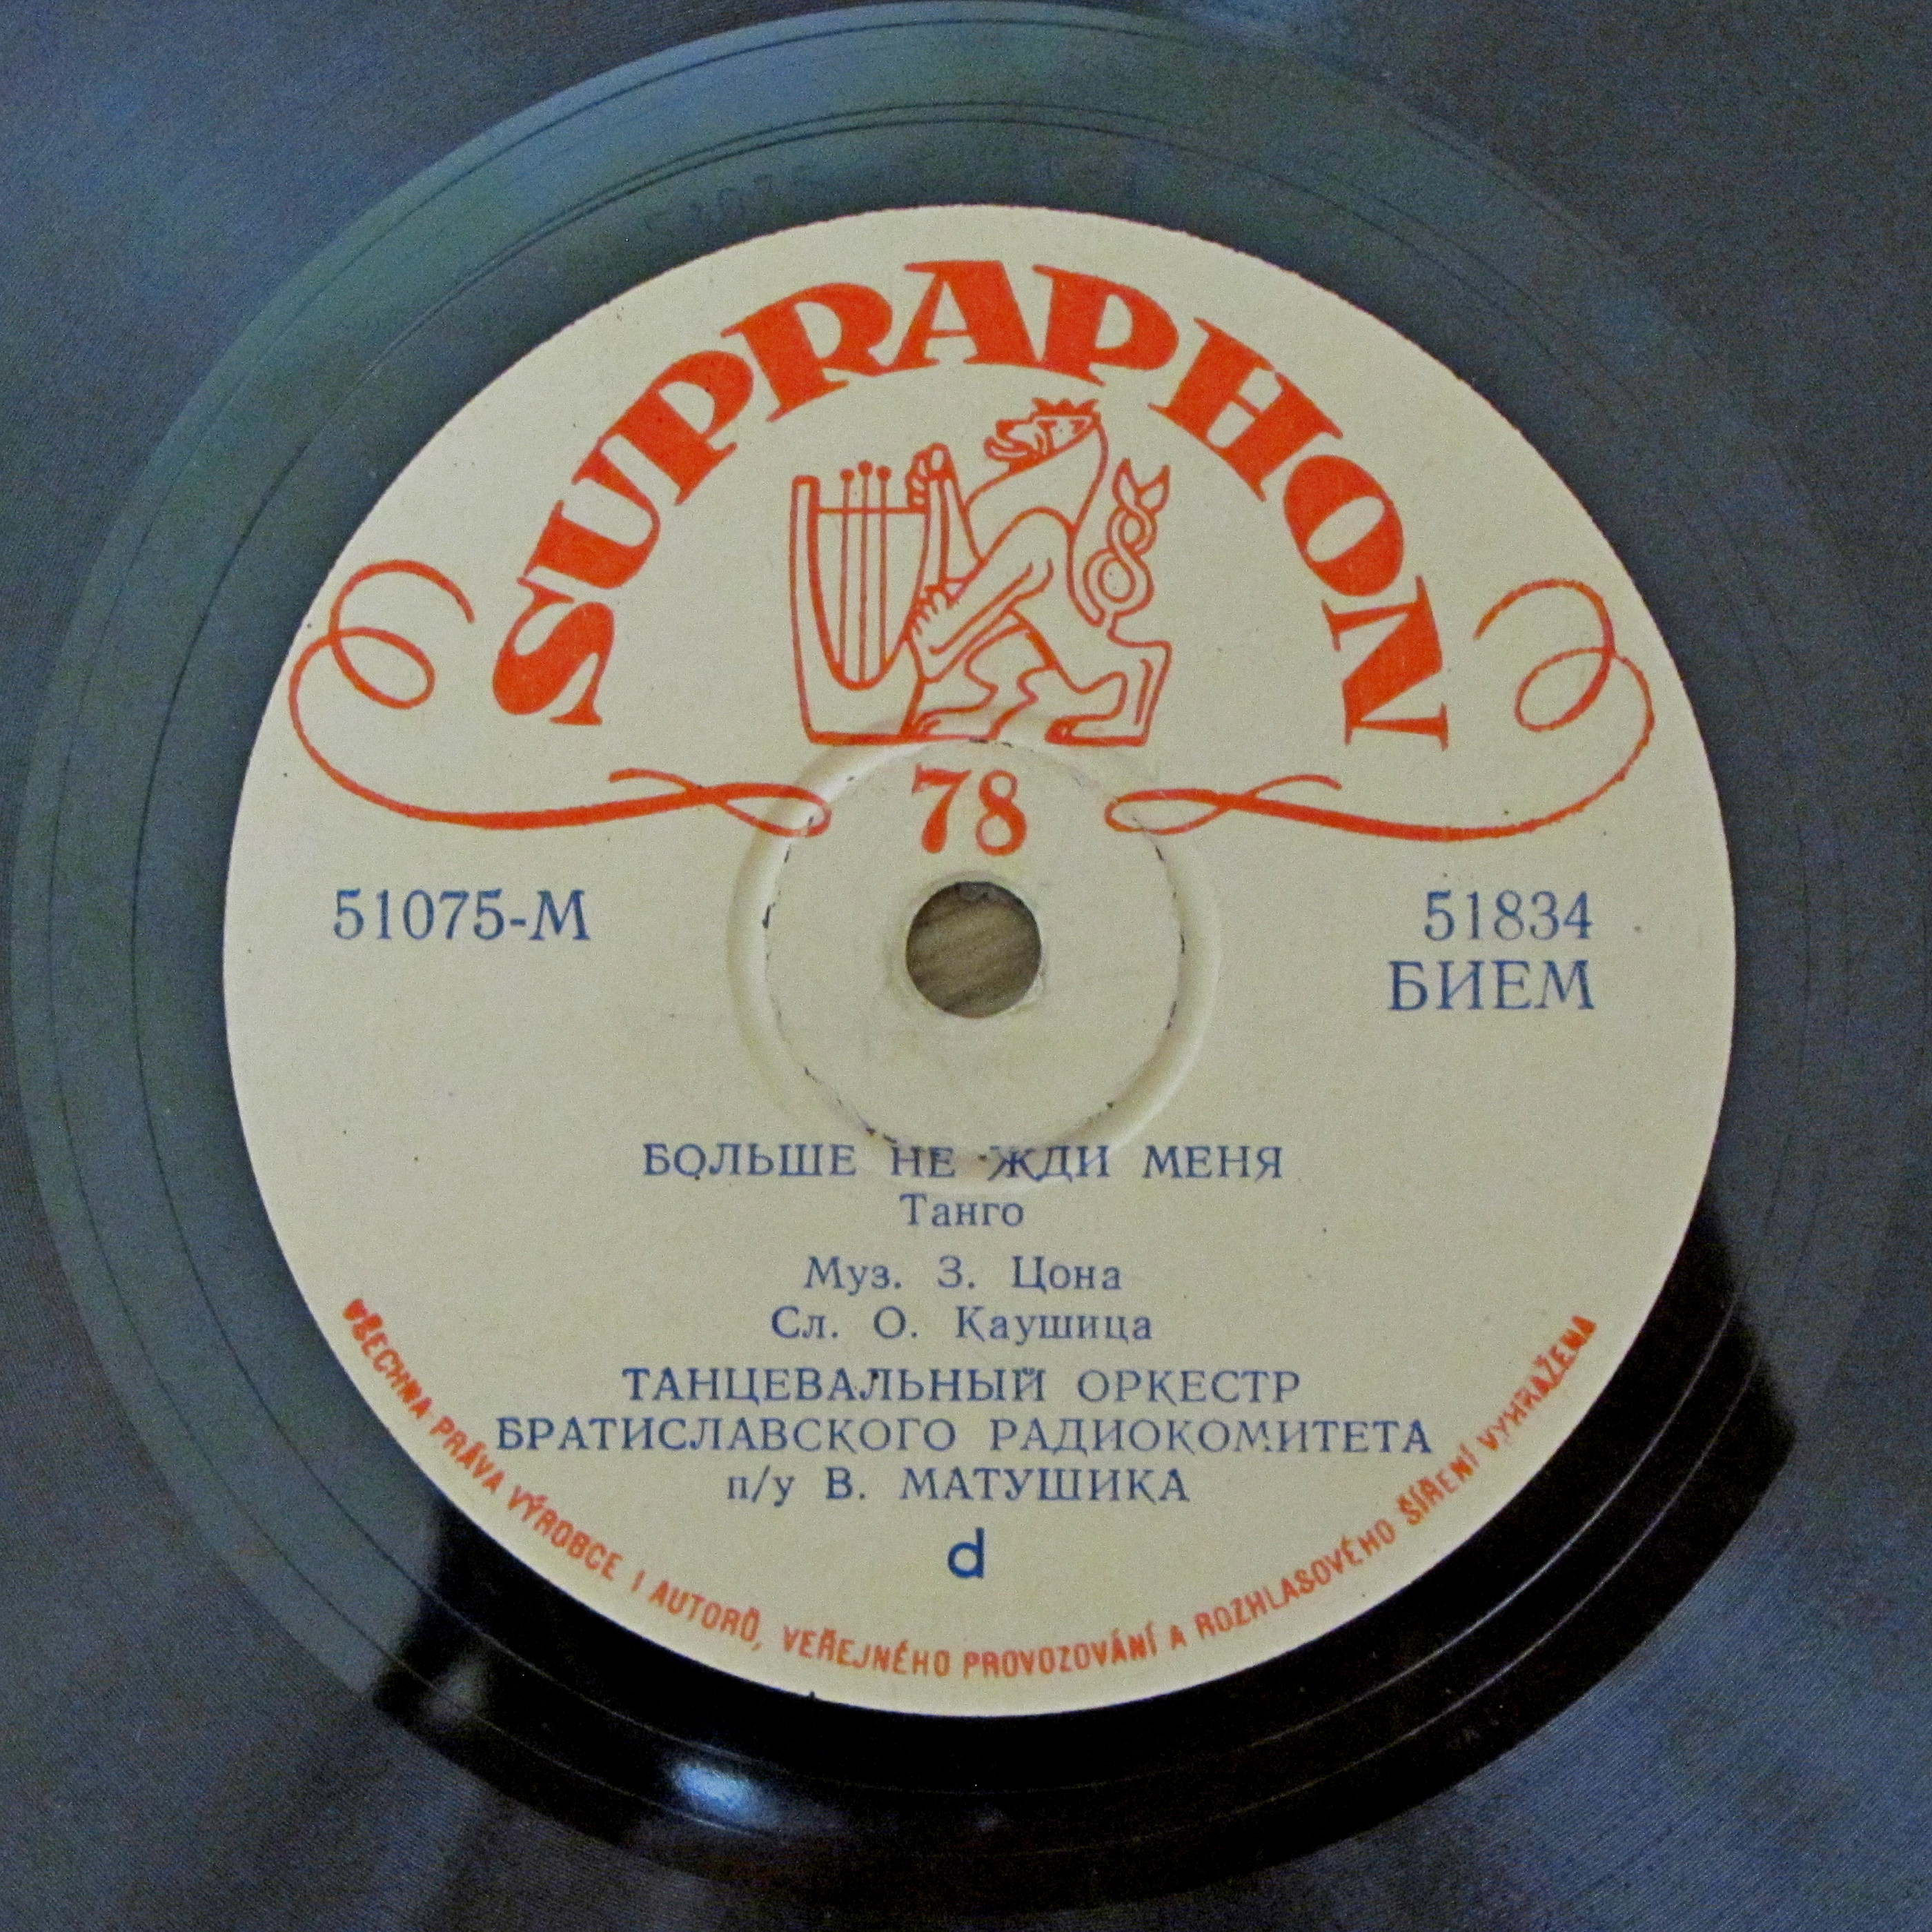 SUPRAPHON
78
51075-М
51834
БИЕМ
БОЛЬШЕ НЕ ЖДИ МЕНЯ
Танго
Муз. З. Цона
Сл. О. Каушица
ТАНЦЕВАЛЬНЫЙ ОРКЕСТР
БРАТИСЛАВСКОГО РАДИОКОМИТЕТА
п/у В. МАТУШИКА
d
VŠECHNA PRÁVA VÝROBCE I AUTORŮ, VEŘEJNÉHO PROVOZOVÁNÍ A ROZHLASOVÉHO ŠÍŘENÍ VYHRAŽENA